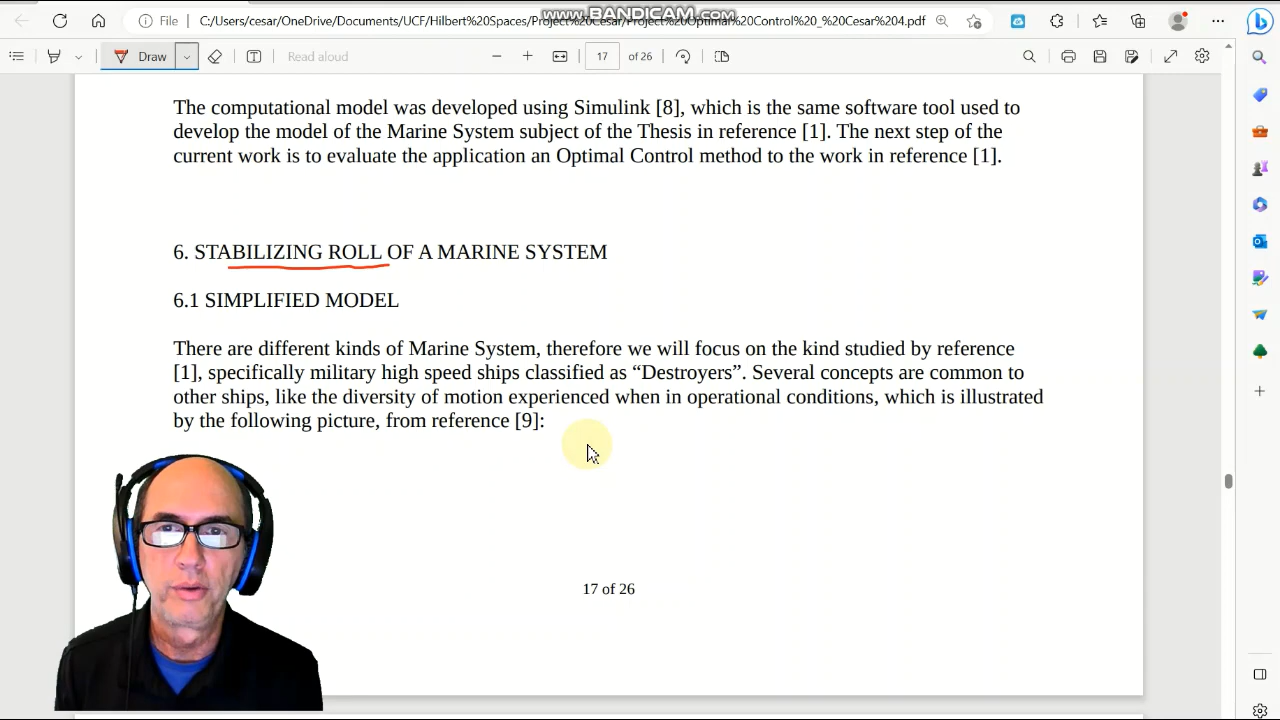 www.BANDICAM.com
File
C:/Users/cesar/OneDrive/Documents/UCF/Hilbert%20Spaces/Project%20Cesar/Project%20Optimal%20Control%20_%20Cesar%204.pdf
Draw
Read aloud
17
of 26
The computational model was developed using Simulink [8], which is the same software tool used to
develop the model of the Marine System subject of the Thesis in reference [1]. The next step of the
current work is to evaluate the application an Optimal Control method to the work in reference [1].
6. STABILIZING ROLL OF A MARINE SYSTEM
6.1 SIMPLIFIED MODEL
There are different kinds of Marine System, therefore we will focus on the kind studied by reference
[1], specifically military high speed ships classified as “Destroyers”. Several concepts are common to
other ships, like the diversity of motion experienced when in operational conditions, which is illustrated
by the following picture, from reference [9]:
17 of 26